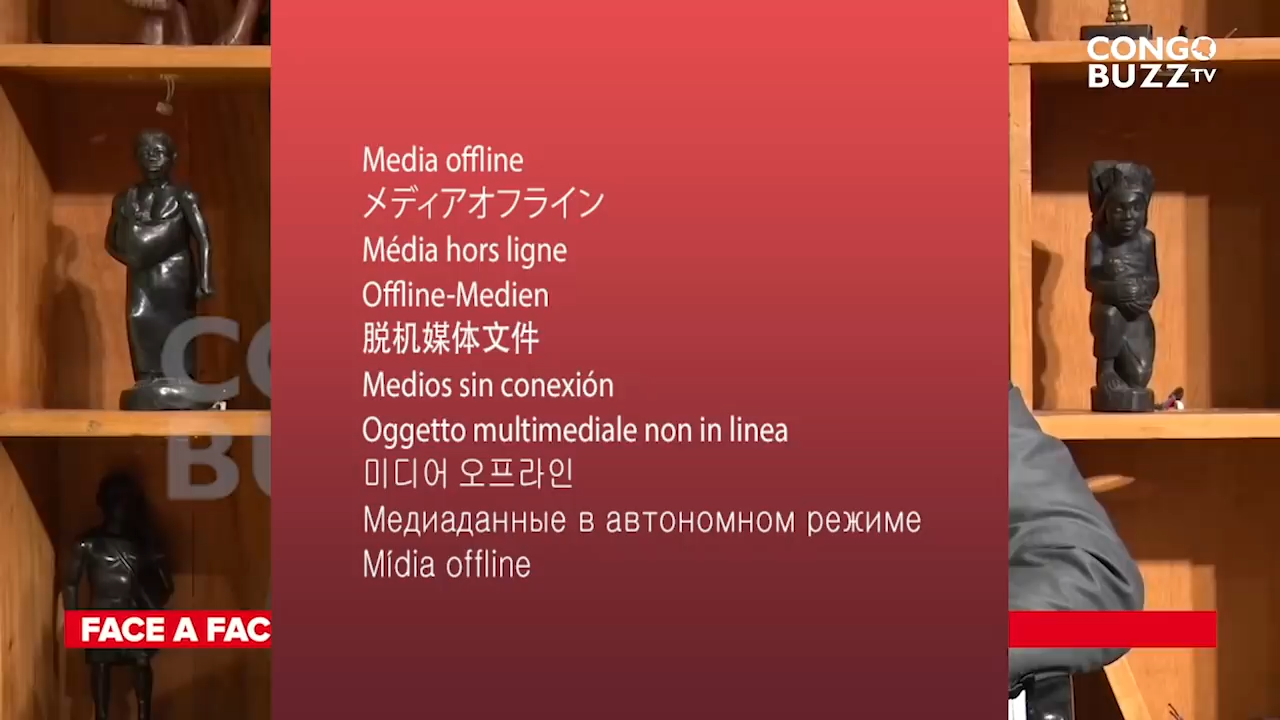 CONGO
BUZZ TV
Media offline
メディアオフライン
Média hors ligne
Offline-Medien
脱机媒体文件
Medios sin conexión
Oggetto multimediale non in linea
미디어 오프라인
Медиаданные в автономном режиме
Mídia offline
CO
BU
FACE A FAC